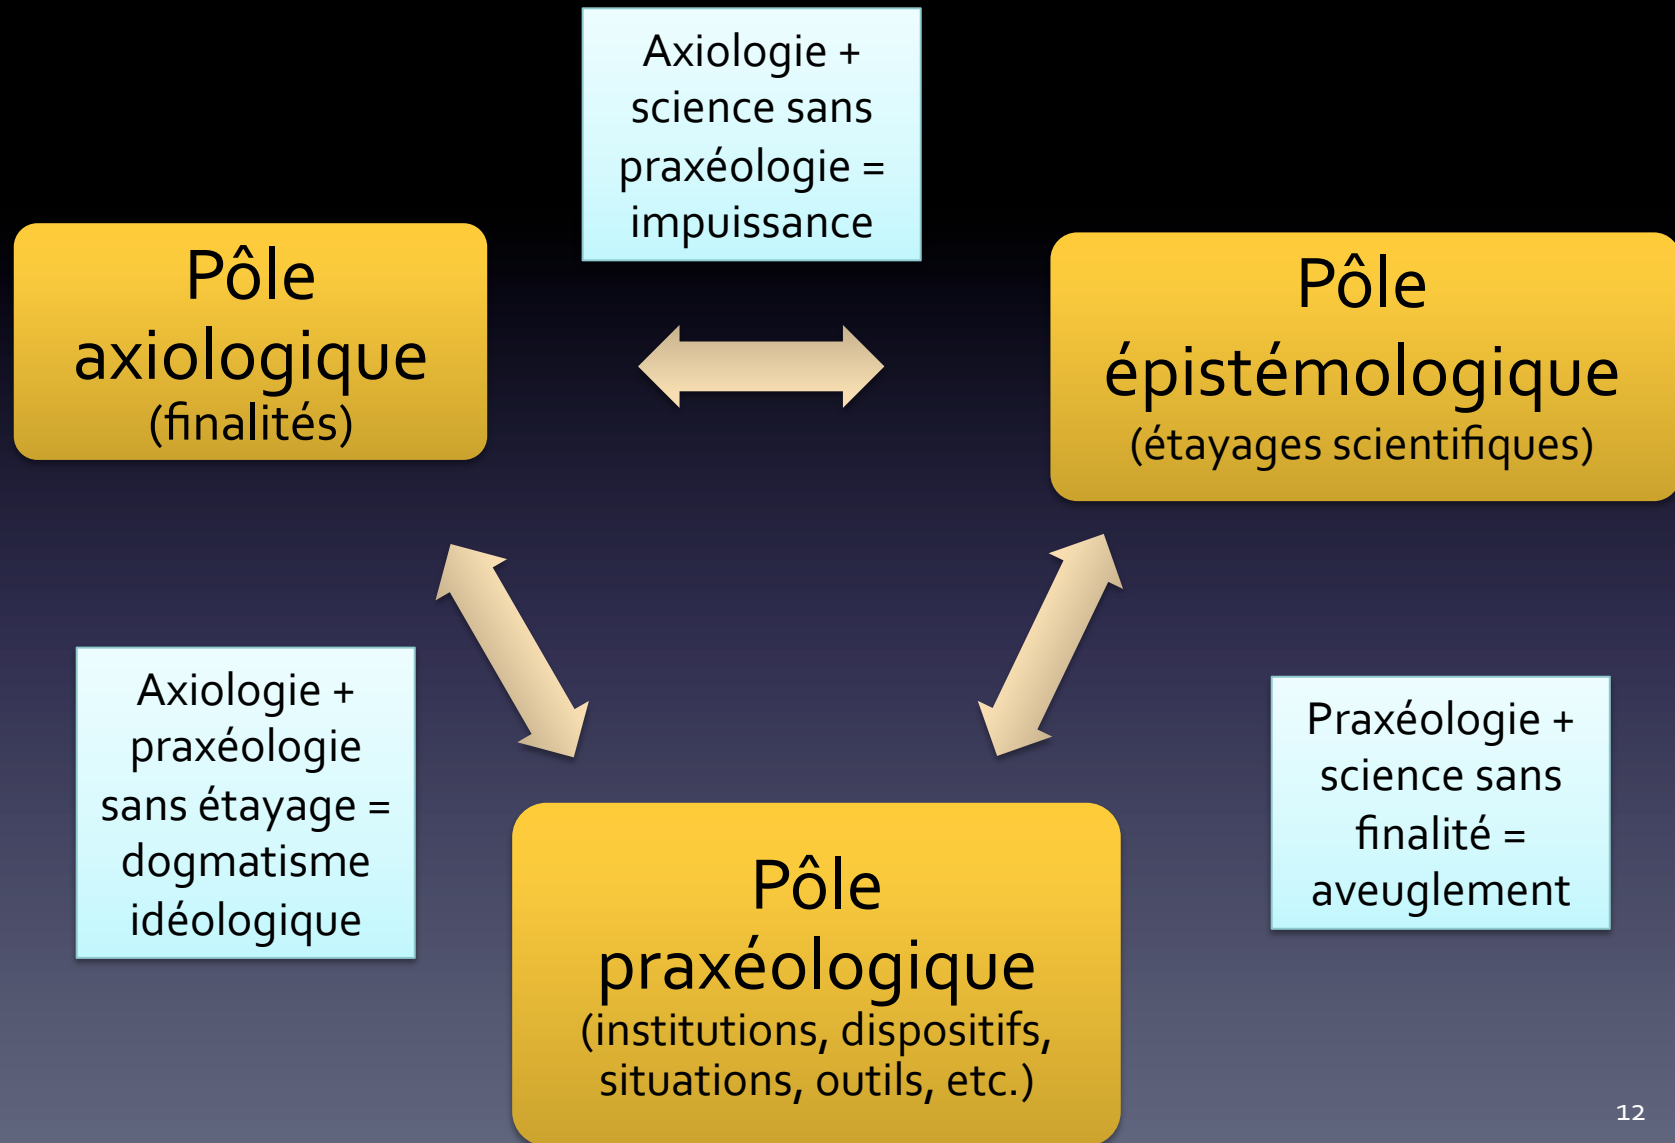 Axiologie +
science sans
praxéologie =
impuissance
Pôle
axiologique
(finalités)
Pôle
épistémologique
(étayages scientifiques)
Axiologie +
praxéologie
sans étayage =
dogmatisme
idéologique
Praxéologie +
science sans
finalité =
aveuglement
Pôle
praxéologique
(institutions, dispositifs,
situations, outils, etc.)
12